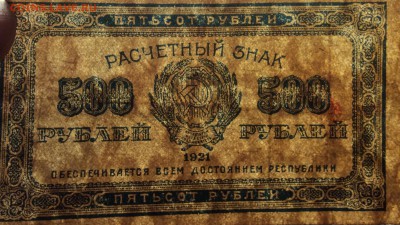 ПЯТЬСОТ РУБЛЕЙ
РАСЧЕТНЫЙ ЗНАК
500 500
РУБЛЕЙ РУБЛЕЙ
1921
ОБЕСПЕЧИВАЕТСЯ ВСЕМ ДОСТОЯНИЕМ РЕСПУБЛИКИ
ПЯТЬСОТ РУБЛЕЙ